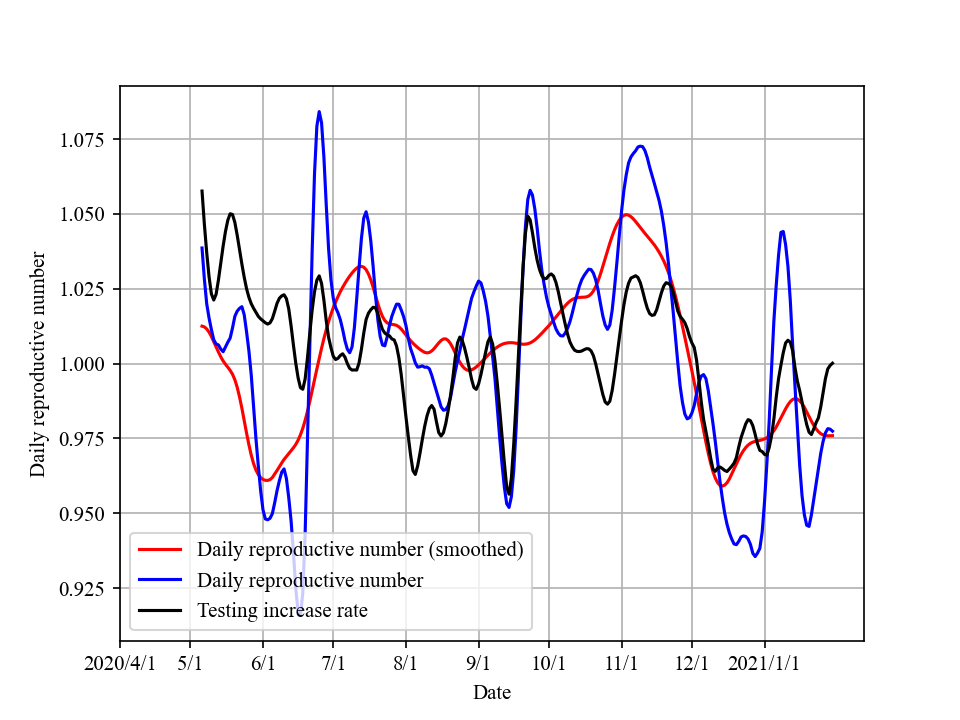 Daily reproductive number
1.075
1.050
1.025
1.000
0.975
0.950
0.925
Daily reproductive number (smoothed)
Daily reproductive number
Testing increase rate
2020/4/1 5/1 6/1 7/1 8/1 9/1 10/1 11/1 12/1 2021/1/1
Date